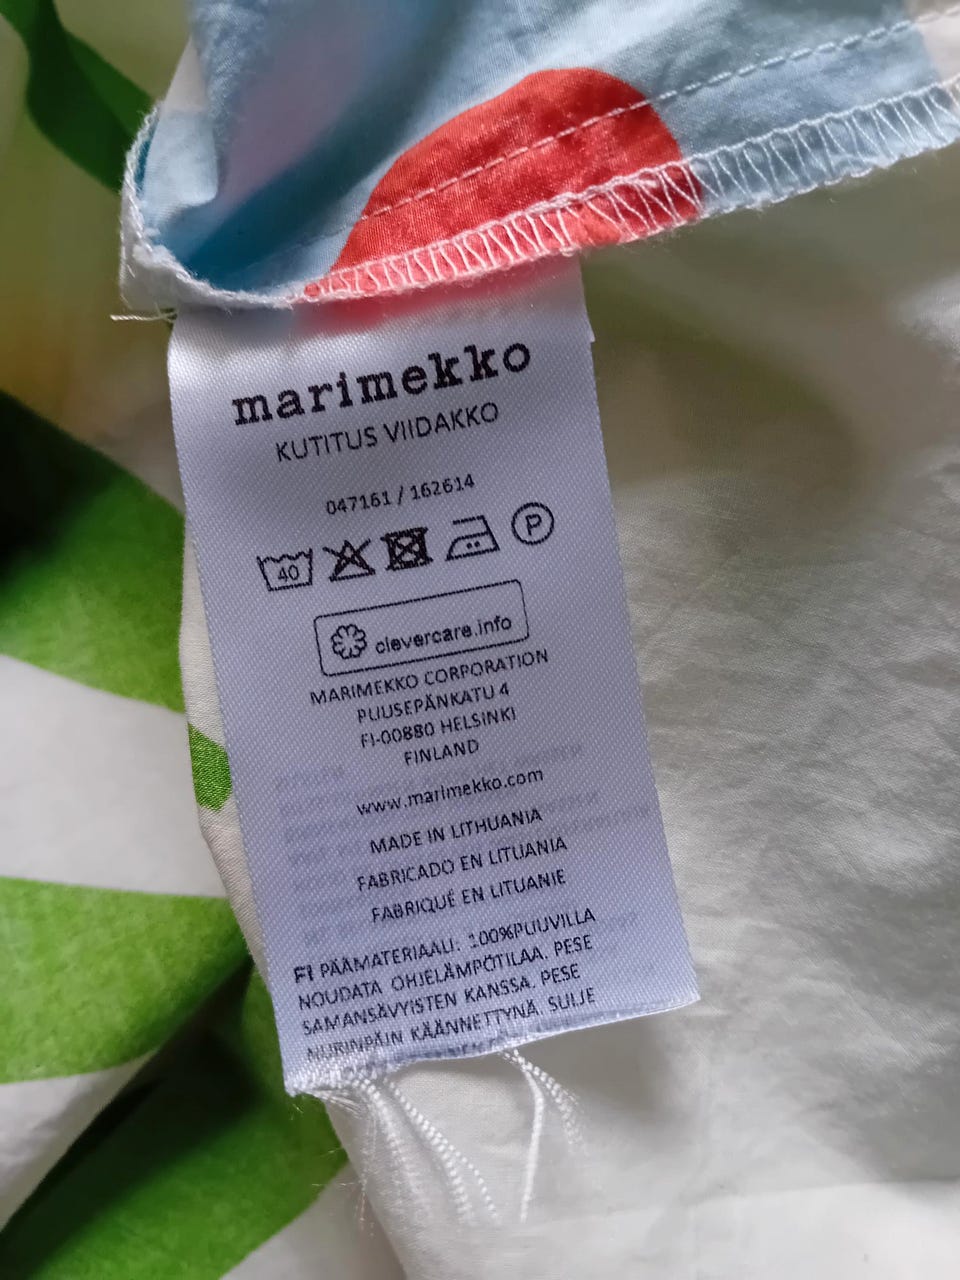 marimekko
KUTITUS VIIDAKKO
047161 / 162614
40 P
clevercare.info
MARIMEKKO CORPORATION
PUUSEPÄNKATU 4
FI-00880 HELSINKI
FINLAND
www.marimekko.com
MADE IN LITHUANIA
FABRICADO EN LITUANIA
FABRIQUÉ EN LITUANIE
FI PÄÄMATERIAALI: 100%PUUVILLA
NOUDATA OHJELÄMPÖTILAA, PESE
SAMANSÄVYISTEN KANSSA, PESE
NURINPÄIN KÄÄNNETTYNÄ, SULJE